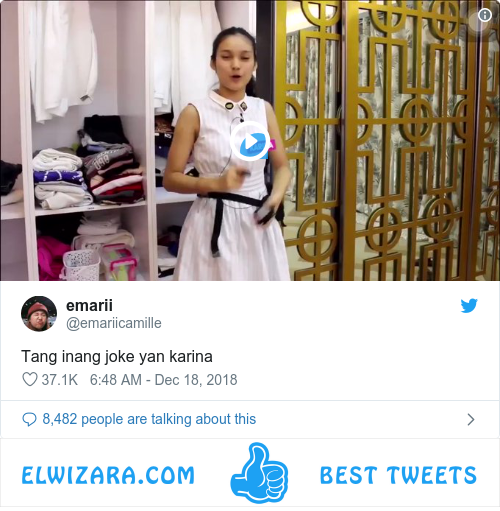 emarii
@emariicamille
Tang inang joke yan karina
37.1K 6:48 AM - Dec 18, 2018
8,482 people are talking about this
ELWIZARA.COM BEST TWEETS